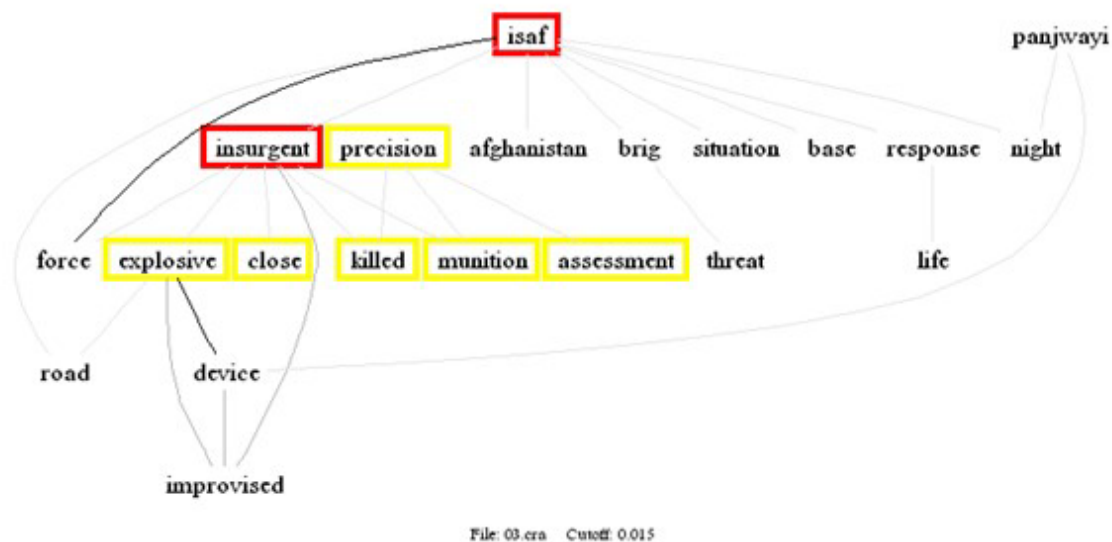 isaf panjwayi
insurgent precision afghanistan brig situation base response night
force explosive close killed munition assessment threat life
road device
improvised
File: 03.cra Cutoff: 0.015